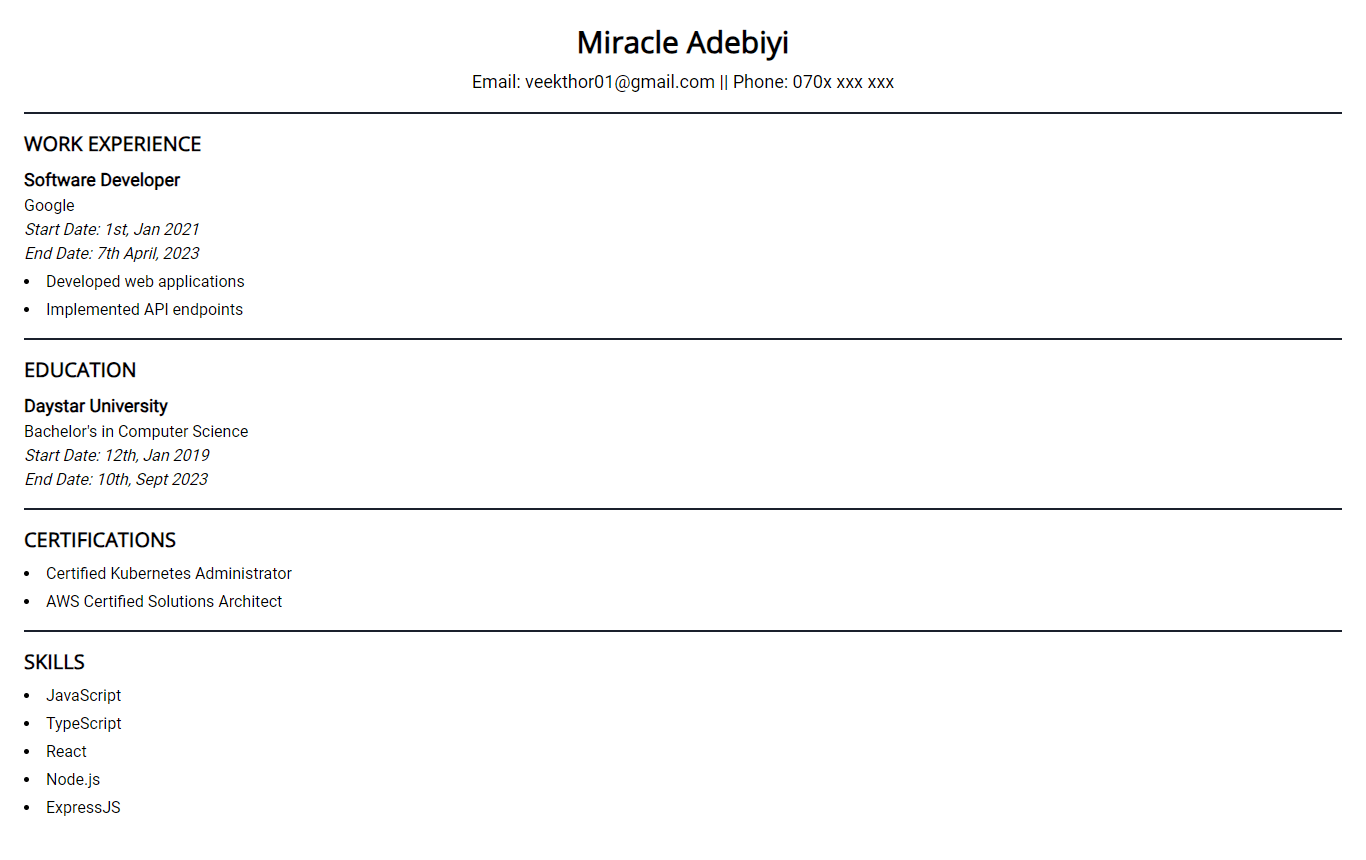 Miracle Adebiyi
Email: veekthor01@gmail.com || Phone: 070x xxx xxx
WORK EXPERIENCE
Software Developer
Google
Start Date: 1st, Jan 2021
End Date: 7th April, 2023
• Developed web applications
• Implemented API endpoints
EDUCATION
Daystar University
Bachelor's in Computer Science
Start Date: 12th, Jan 2019
End Date: 10th, Sept 2023
CERTIFICATIONS
• Certified Kubernetes Administrator
• AWS Certified Solutions Architect
SKILLS
• JavaScript
• TypeScript
• React
• Node.js
• ExpressJS